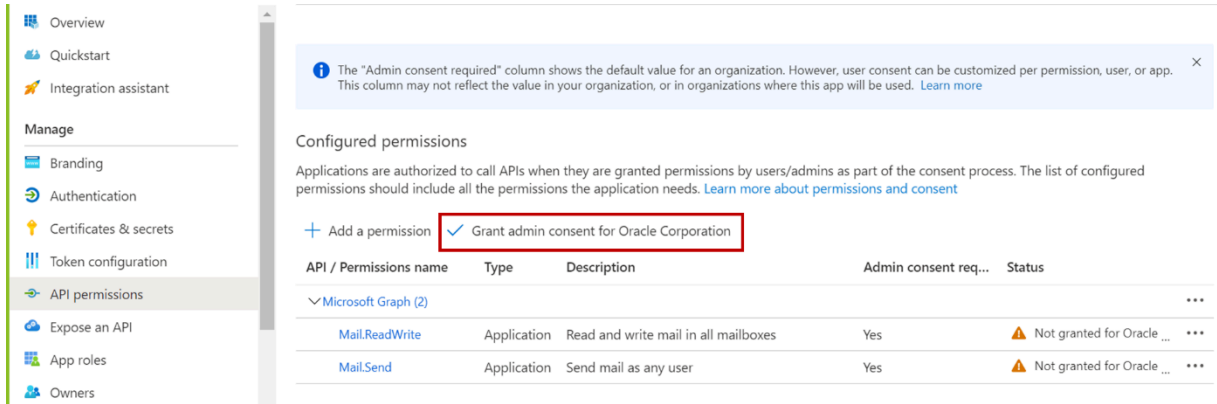 Overview
Quickstart
Integration assistant
Manage
Branding
Authentication
Certificates & secrets
Token configuration
API permissions
Expose an API
App roles
Owners
The "Admin consent required" column shows the default value for an organization. However, user consent can be customized per permission, user, or app.
This column may not reflect the value in your organization, or in organizations where this app will be used. Learn more
Configured permissions
Applications are authorized to call APIs when they are granted permissions by users/admins as part of the consent process. The list of configured
permissions should include all the permissions the application needs. Learn more about permissions and consent
Add a permission Grant admin consent for Oracle Corporation
API / Permissions name Type Description Admin consent req... Status
Microsoft Graph (2)
Mail.ReadWrite Application Read and write mail in all mailboxes Yes Not granted for Oracle ...
Mail.Send Application Send mail as any user Yes Not granted for Oracle ...